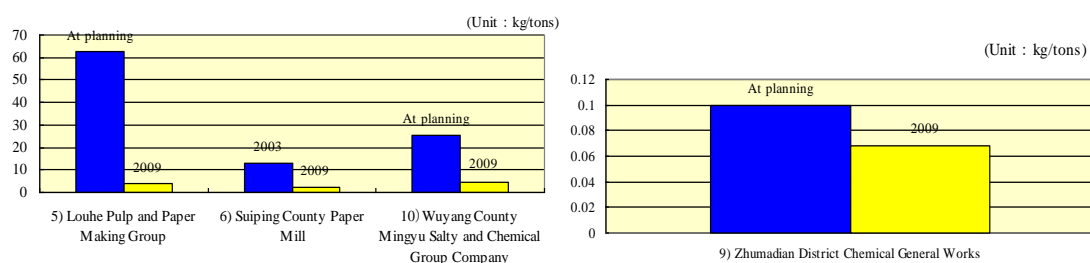 (Unit : kg/tons)
70
60
50
40
30
20
10
0
At planning
2009
2003
2009
At planning
2009
5) Louhe Pulp and Paper
Making Group
6) Suiping County Paper
Mill
10) Wuyang County
Mingyu Salty and Chemical
Group Company
(Unit : kg/tons)
0.12
0.1
0.08
0.06
0.04
0.02
0
At planning
2009
9) Zhumadian District Chemical General Works